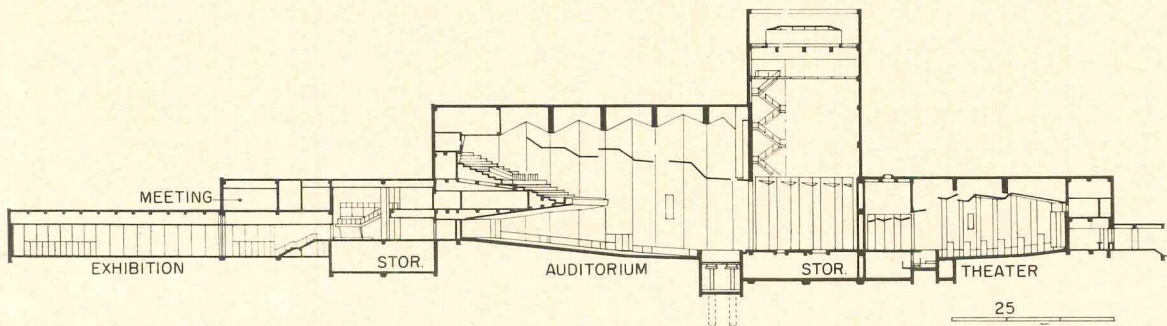 MEETING
EXHIBITION
STOR.
AUDITORIUM
STOR.
THEATER
25